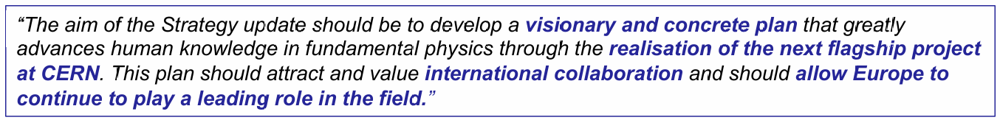 “The aim of the Strategy update should be to develop a visionary and concrete plan that greatly
advances human knowledge in fundamental physics through the realisation of the next flagship project
at CERN. This plan should attract and value international collaboration and should allow Europe to
continue to play a leading role in the field.”